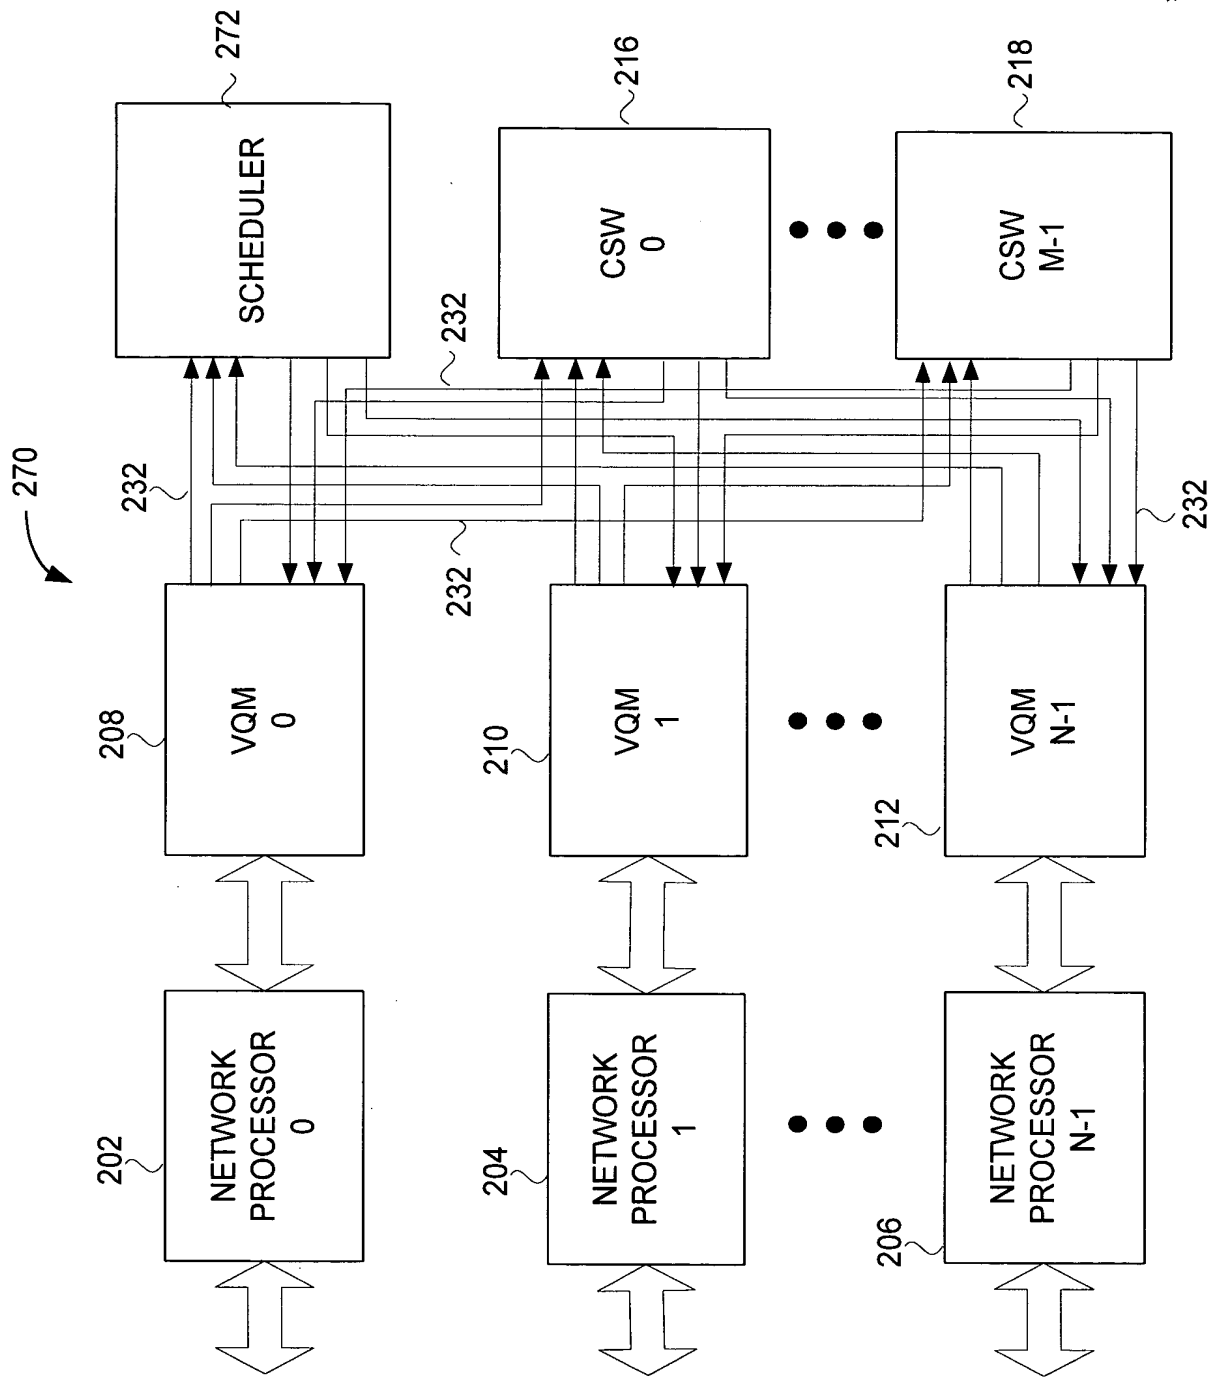 270
202
NETWORK
PROCESSOR
0
208
VQM
0
232
232
232
SCHEDULER
272
204
NETWORK
PROCESSOR
1
210
VQM
1
CSW
0
216
206
NETWORK
PROCESSOR
N-1
212
VQM
N-1
232
CSW
M-1
218